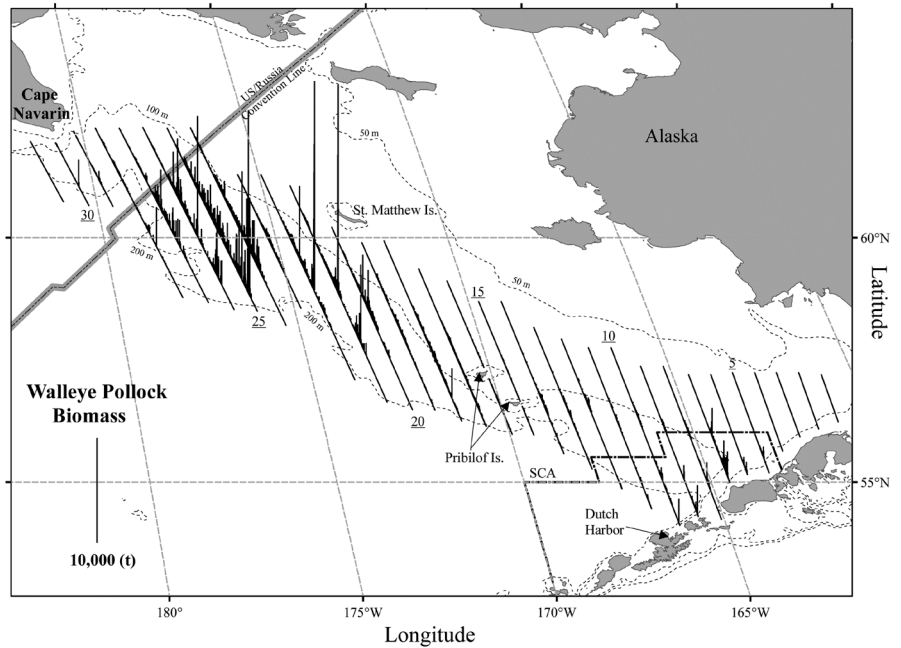 US/Russia
Convention Line
Cape
Navarin
100 m
50 m
Alaska
St. Matthew Is.
30
60°N
200 m
50 m
Latitude
15
25
200 m
10
5
Walleye Pollock
Biomass
20
Pribilof Is.
SCA
55°N
Dutch
Harbor
10,000 (t)
180°
175°W
170°W
165°W
Longitude